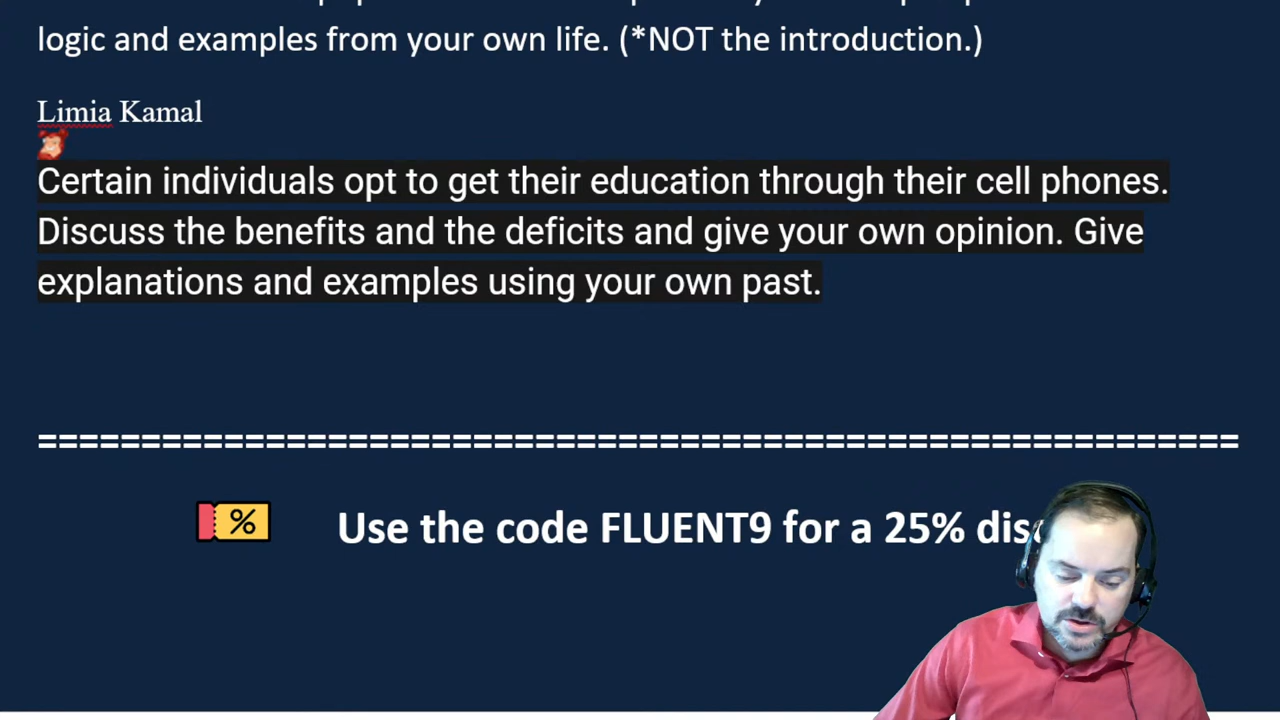 logic and examples from your own life. (*NOT the introduction.)
Limia Kamal
Certain individuals opt to get their education through their cell phones.
Discuss the benefits and the deficits and give your own opinion. Give
explanations and examples using your own past.
==========================================================
%
Use the code FLUENT9 for a 25%